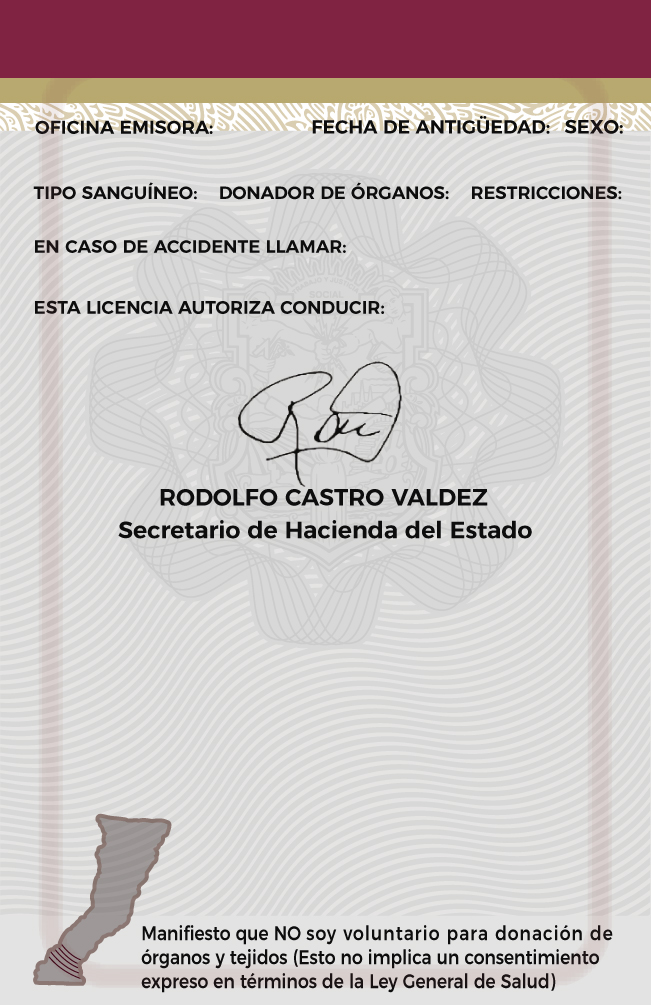 OFICINA EMISORA: FECHA DE ANTIGÜEDAD: SEXO:
TIPO SANGUÍNEO: DONADOR DE ÓRGANOS: RESTRICCIONES:
EN CASO DE ACCIDENTE LLAMAR:
ESTA LICENCIA AUTORIZA CONDUCIR:
RODOLFO CASTRO VALDEZ
Secretario de Hacienda del Estado
Manifiesto que NO soy voluntario para donación de
órganos y tejidos (Esto no implica un consentimiento
expreso en términos de la Ley General de Salud)